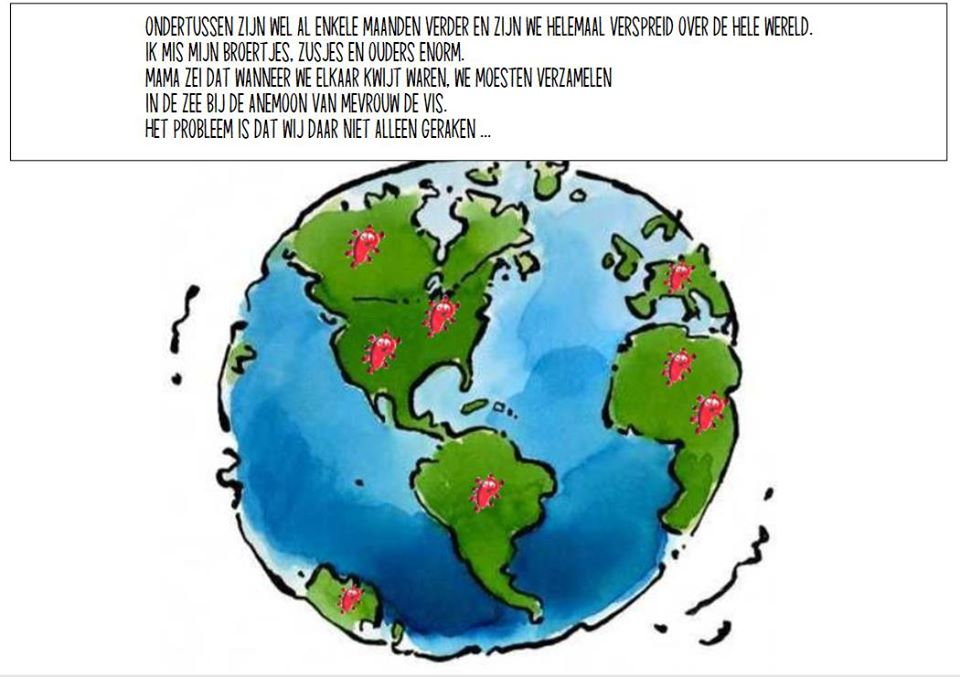 ONDERTUSSEN ZIJN WEL AL ENKELE MAANDEN VERDER EN ZIJN WE HELEMAAL VERSPREID OVER DE HELE WERELD.
IK MIS MIJN BROERTJES, ZUSJES EN OUDERS ENORM.
MAMA ZEI DAT WANNEER WE ELKAAR KWIJT WAREN, WE MOESTEN VERZAMELEN
IN DE ZEE BIJ DE ANEMOON VAN MEVROUW DE VIS.
HET PROBLEEM IS DAT WIJ DAAR NIET ALLEEN GERAKEN ...